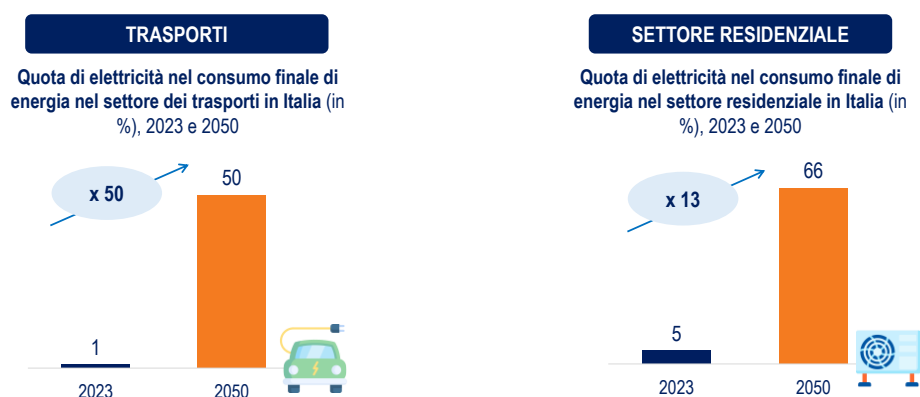 TRASPORTI
Quota di elettricità nel consumo finale di
energia nel settore dei trasporti in Italia (in
%), 2023 e 2050
x 50
50
1
2023
2050
SETTORE RESIDENZIALE
Quota di elettricità nel consumo finale di
energia nel settore residenziale in Italia (in
%), 2023 e 2050
x 13
66
5
2023
2050